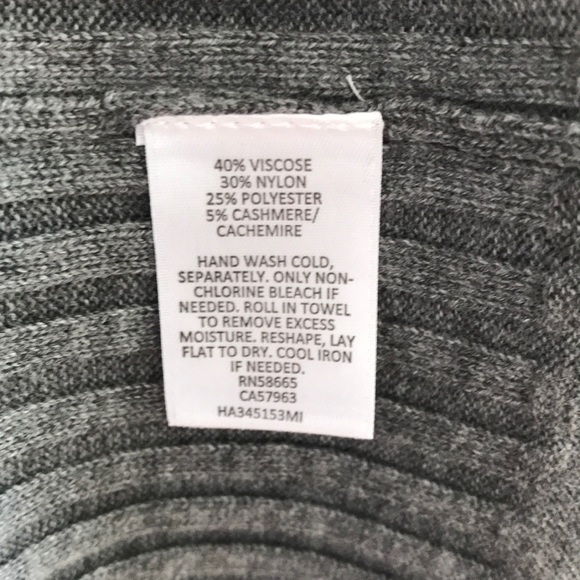 40% VISCOSE
30% NYLON
25% POLYESTER
5% CASHMERE/
CACHEMIRE
HAND WASH COLD,
SEPARATELY. ONLY NON-
CHLORINE BLEACH IF
NEEDED. ROLL IN TOWEL
TO REMOVE EXCESS
MOISTURE. RESHAPE, LAY
FLAT TO DRY. COOL IRON
IF NEEDED.
RN58665
CA57963
HA345153MI